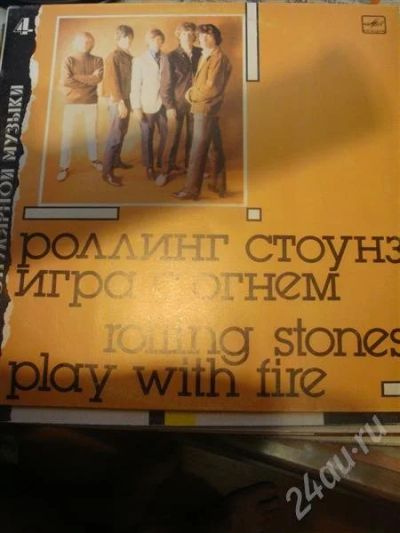 4
ПУЛЯРНОЙ МУЗЫКИ
РОЛЛИНГ СТОУНЗ
ИГРА С ОГНЕМ
rolling stones
play with fire
24au.ru